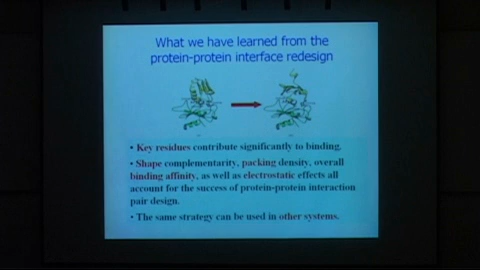 What we have learned from the
protein-protein interface redesign
• Key residues contribute significantly to binding.
• Shape complementarity, packing density, overall
binding affinity, as well as electrostatic effects all
account for the success of protein-protein interaction
pair design.
• The same strategy can be used in other systems.